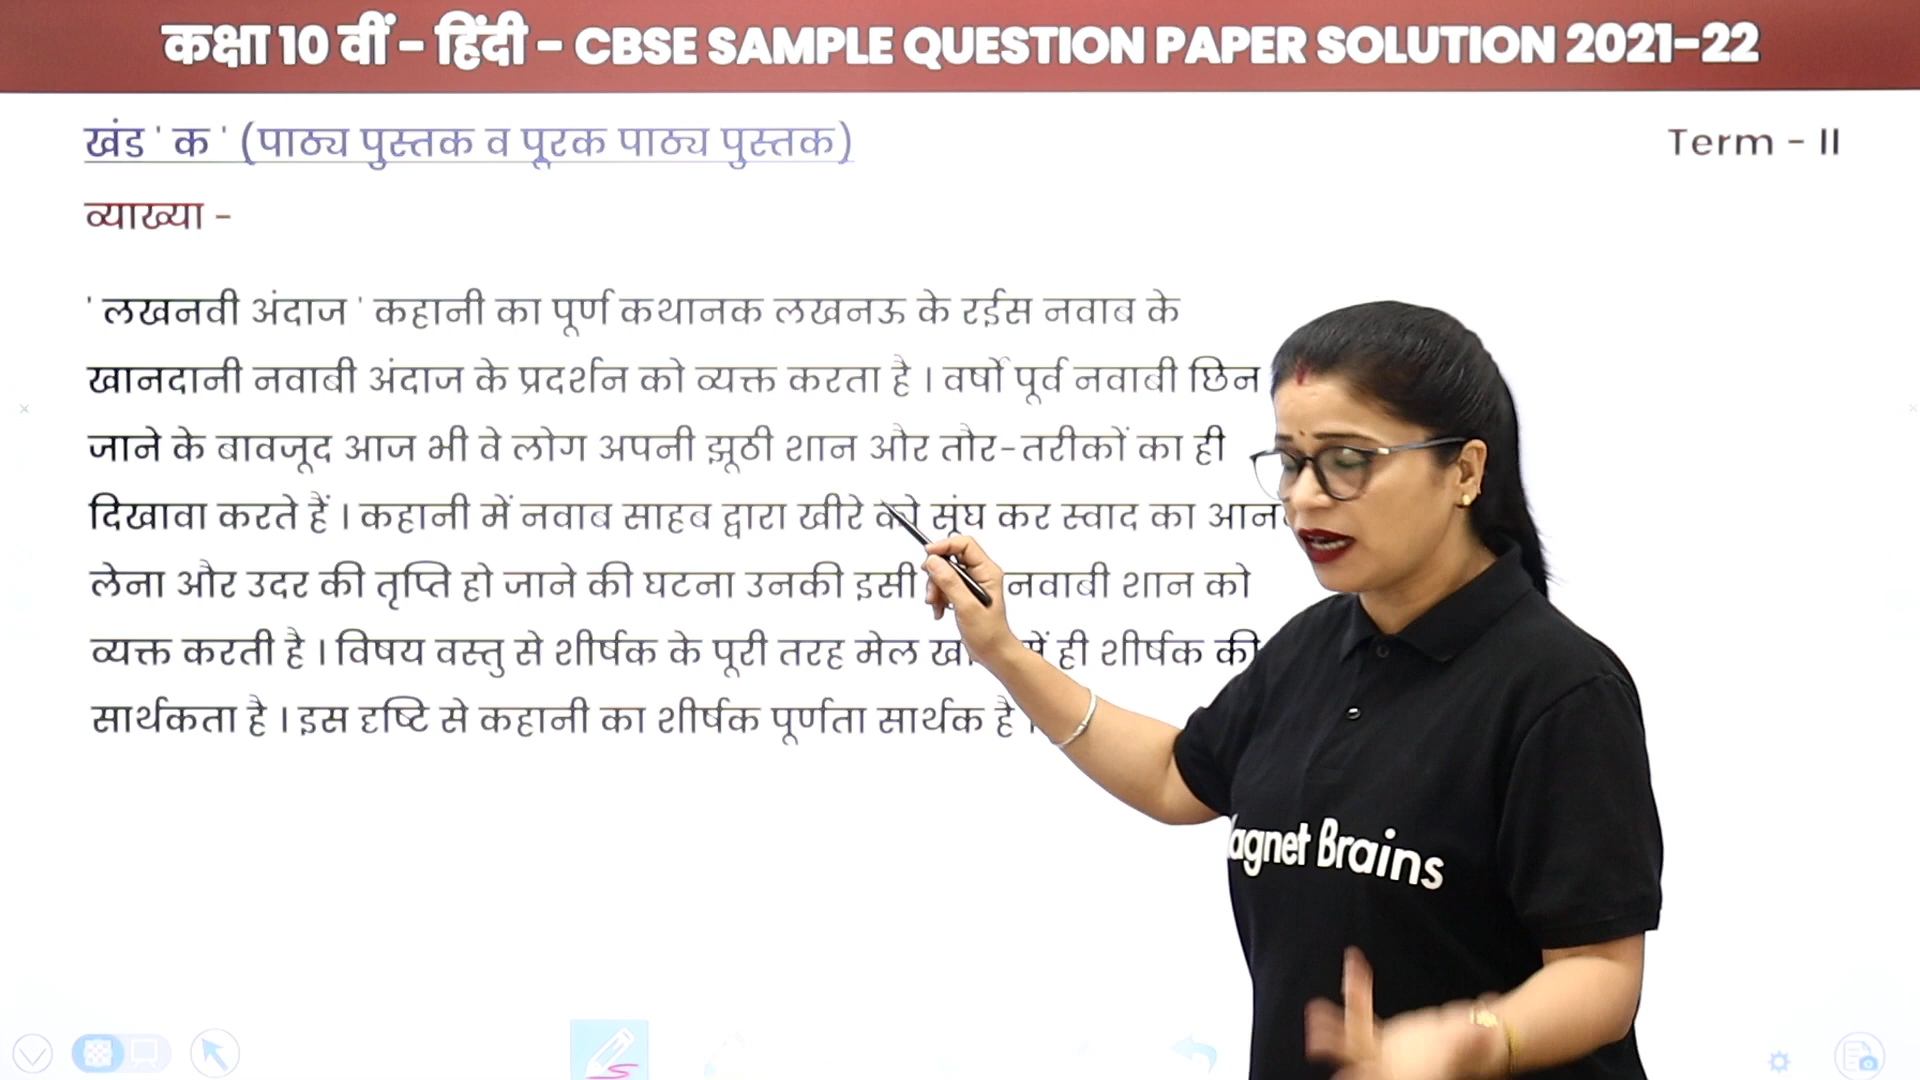 कक्षा 10 वीं - हिंदी - CBSE SAMPLE QUESTION PAPER SOLUTION 2021-22
खंड ' क ' (पाठ्य पुस्तक व पूरक पाठ्य पुस्तक)
Term - II
व्याख्या -
' लखनवी अंदाज ' कहानी का पूर्ण कथानक लखनऊ के रईस नवाब के
खानदानी नवाबी अंदाज के प्रदर्शन को व्यक्त करता है । वर्षों पूर्व नवाबी छिन
जाने के बावजूद आज भी वे लोग अपनी झूठी शान और तौर-तरीकों का ही
दिखावा करते हैं । कहानी में नवाब साहब द्वारा खीरे को सूंघ कर स्वाद का
लेना और उदर की तृप्ति हो जाने की घटना उनकी इसी नवाबी शान को
व्यक्त करती है । विषय वस्तु से शीर्षक के पूरी तरह मेल ही शीर्षक की
सार्थकता है । इस दृष्टि से कहानी का शीर्षक पूर्णता सार्थक है ।
agnet Brains